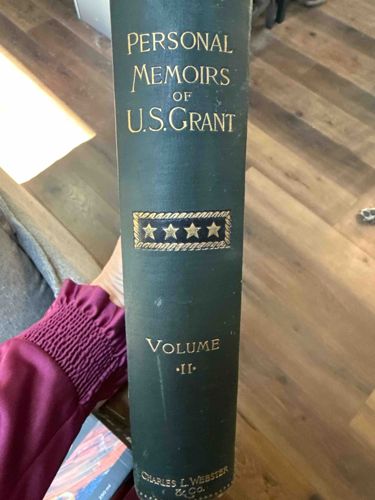 PERSONAL
MEMOIRS
OF
U.S. GRANT
VOLUME
·II·
CHARLES L. WEBSTER
& CO.